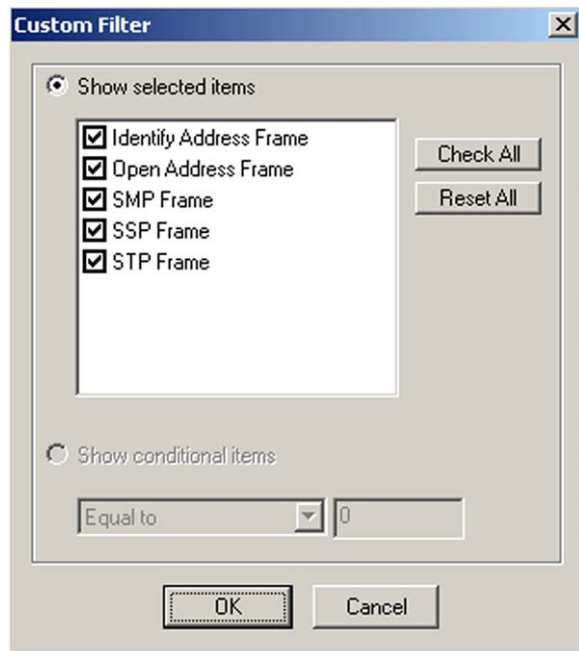 Custom Filter
Show selected items
Identify Address Frame
Open Address Frame
SMP Frame
SSP Frame
STP Frame
Check All
Reset All
Show conditional items
Equal to 0
OK Cancel